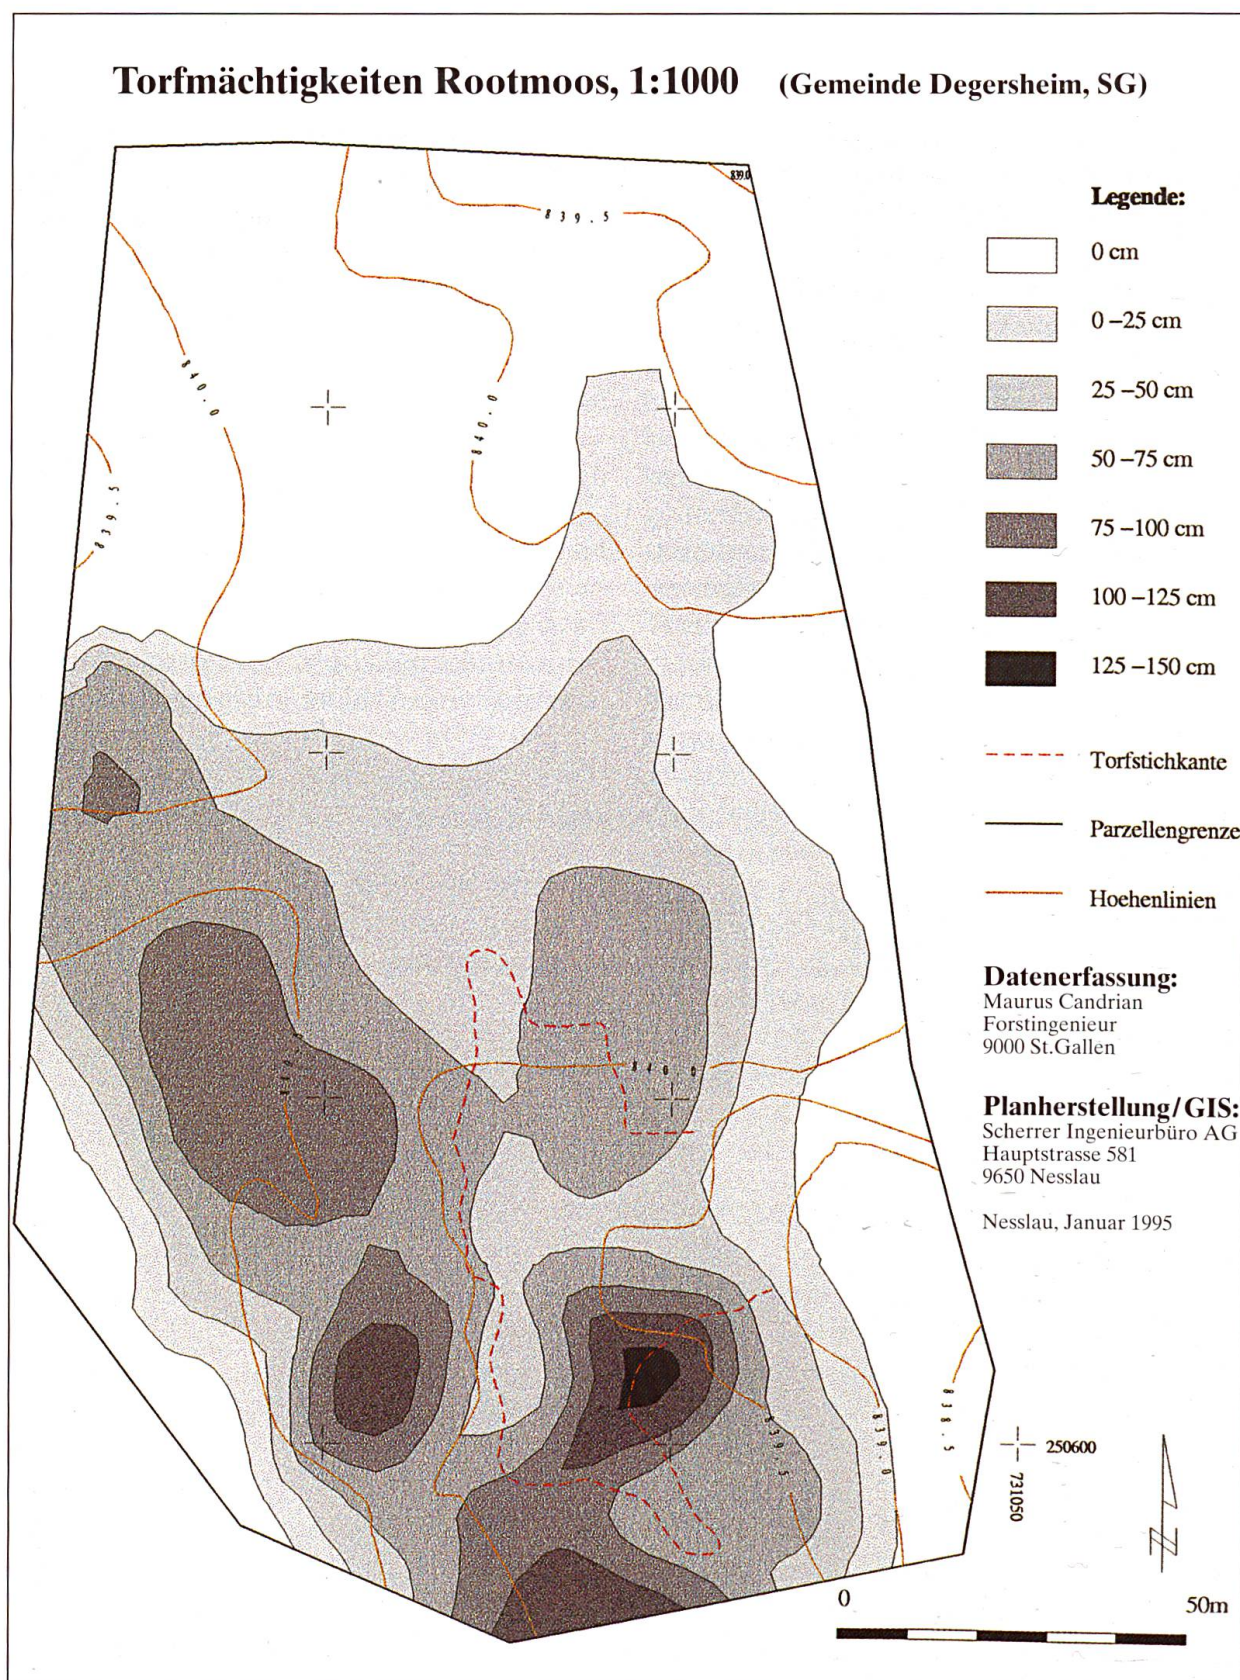 Torfmächtigkeiten Rootmoos, 1:1000 (Gemeinde Degersheim, SG)
839.0
839.5
840.0
840.0
839.5
840.0
839.5
839.0
838.5
250600
731050
0 50m
Legende:
0 cm
0 – 25 cm
25 – 50 cm
50 – 75 cm
75 – 100 cm
100 – 125 cm
125 – 150 cm
Torfstichkante
Parzellengrenze
Hoehenlinien
Datenerfassung:
Maurus Candrian
Forstingenieur
9000 St.Gallen
Planherstellung/GIS:
Scherrer Ingenieurbüro AG
Hauptstrasse 581
9650 Nesslau
Nesslau, Januar 1995